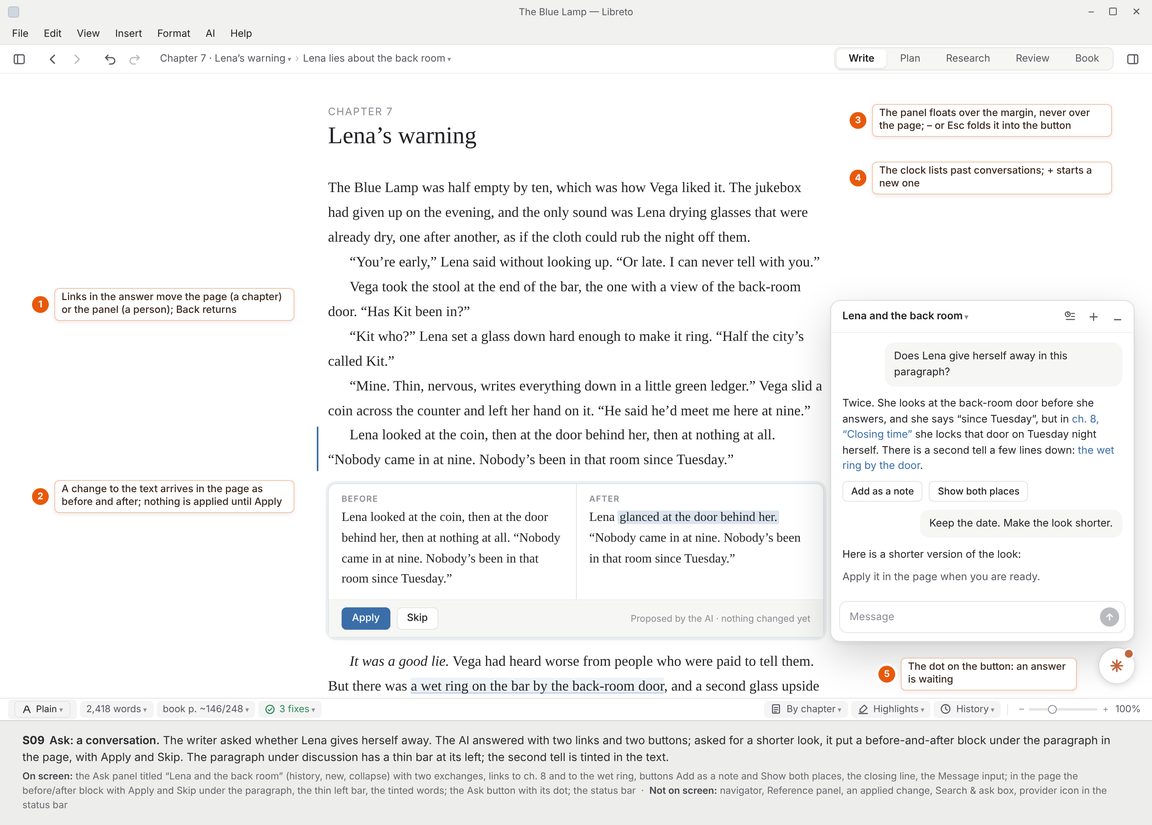 The Blue Lamp — Libreto
File Edit View Insert Format AI Help
Chapter 7 · Lena’s warning › Lena lies about the back room
Write Plan Research Review Book
CHAPTER 7
Lena’s warning
The Blue Lamp was half empty by ten, which was how Vega liked it. The jukebox
had given up on the evening, and the only sound was Lena drying glasses that were
already dry, one after another, as if the cloth could rub the night off them.
“You’re early,” Lena said without looking up. “Or late. I can never tell with you.”
Vega took the stool at the end of the bar, the one with a view of the back-room
door. “Has Kit been in?”
“Kit who?” Lena set a glass down hard enough to make it ring. “Half the city’s
called Kit.”
“Mine. Thin, nervous, writes everything down in a little green ledger.” Vega slid a
coin across the counter and left her hand on it. “He said he’d meet me here at nine.”
Lena looked at the coin, then at the door behind her, then at nothing at all.
“Nobody came in at nine. Nobody’s been in that room since Tuesday.”
BEFORE
Lena looked at the coin, then at the door
behind her, then at nothing at all. “Nobody
came in at nine. Nobody’s been in that
room since Tuesday.”
AFTER
Lena glanced at the door behind her.
“Nobody came in at nine. Nobody’s been
in that room since Tuesday.”
Apply Skip
Proposed by the AI · nothing changed yet
It was a good lie. Vega had heard worse from people who were paid to tell them.
But there was a wet ring on the bar by the back-room door, and a second glass upside
1
Links in the answer move the page (a chapter)
or the panel (a person); Back returns
2
A change to the text arrives in the page as
before and after; nothing is applied until Apply
3
The panel floats over the margin, never over
the page; – or Esc folds it into the button
4
The clock lists past conversations; + starts a
new one
Lena and the back room
Does Lena give herself away in this
paragraph?
Twice. She looks at the back-room door before she
answers, and she says “since Tuesday”, but in ch. 8,
“Closing time” she locks that door on Tuesday night
herself. There is a second tell a few lines down: the wet
ring by the door.
Add as a note Show both places
Keep the date. Make the look shorter.
Here is a shorter version of the look:
Apply it in the page when you are ready.
Message
5
The dot on the button: an answer
is waiting
Plain 2,418 words book p. ~146/248 3 fixes By chapter Highlights History − + 100%
S09 Ask: a conversation. The writer asked whether Lena gives herself away. The AI answered with two links and two buttons; asked for a shorter look, it put a before-and-after block under the paragraph in
the page, with Apply and Skip. The paragraph under discussion has a thin bar at its left; the second tell is tinted in the text.
On screen: the Ask panel titled “Lena and the back room” (history, new, collapse) with two exchanges, links to ch. 8 and to the wet ring, buttons Add as a note and Show both places, the closing line, the Message input; in the page the
before/after block with Apply and Skip under the paragraph, the thin left bar, the tinted words; the Ask button with its dot; the status bar · Not on screen: navigator, Reference panel, an applied change, Search & ask box, provider icon in the
status bar